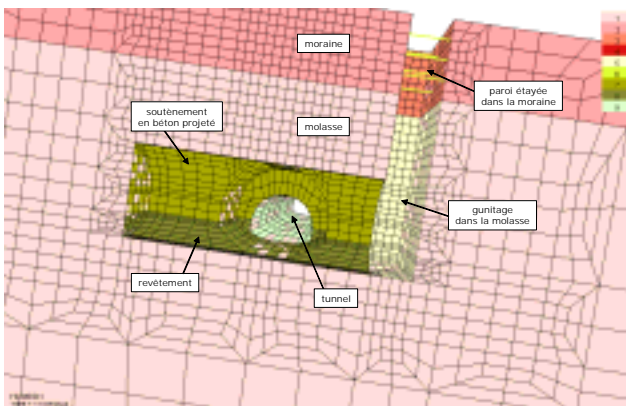 moraine
paroi étayée
dans la moraine
soutènement
en béton projeté
molasse
gunitage
dans la molasse
revêtement
tunnel